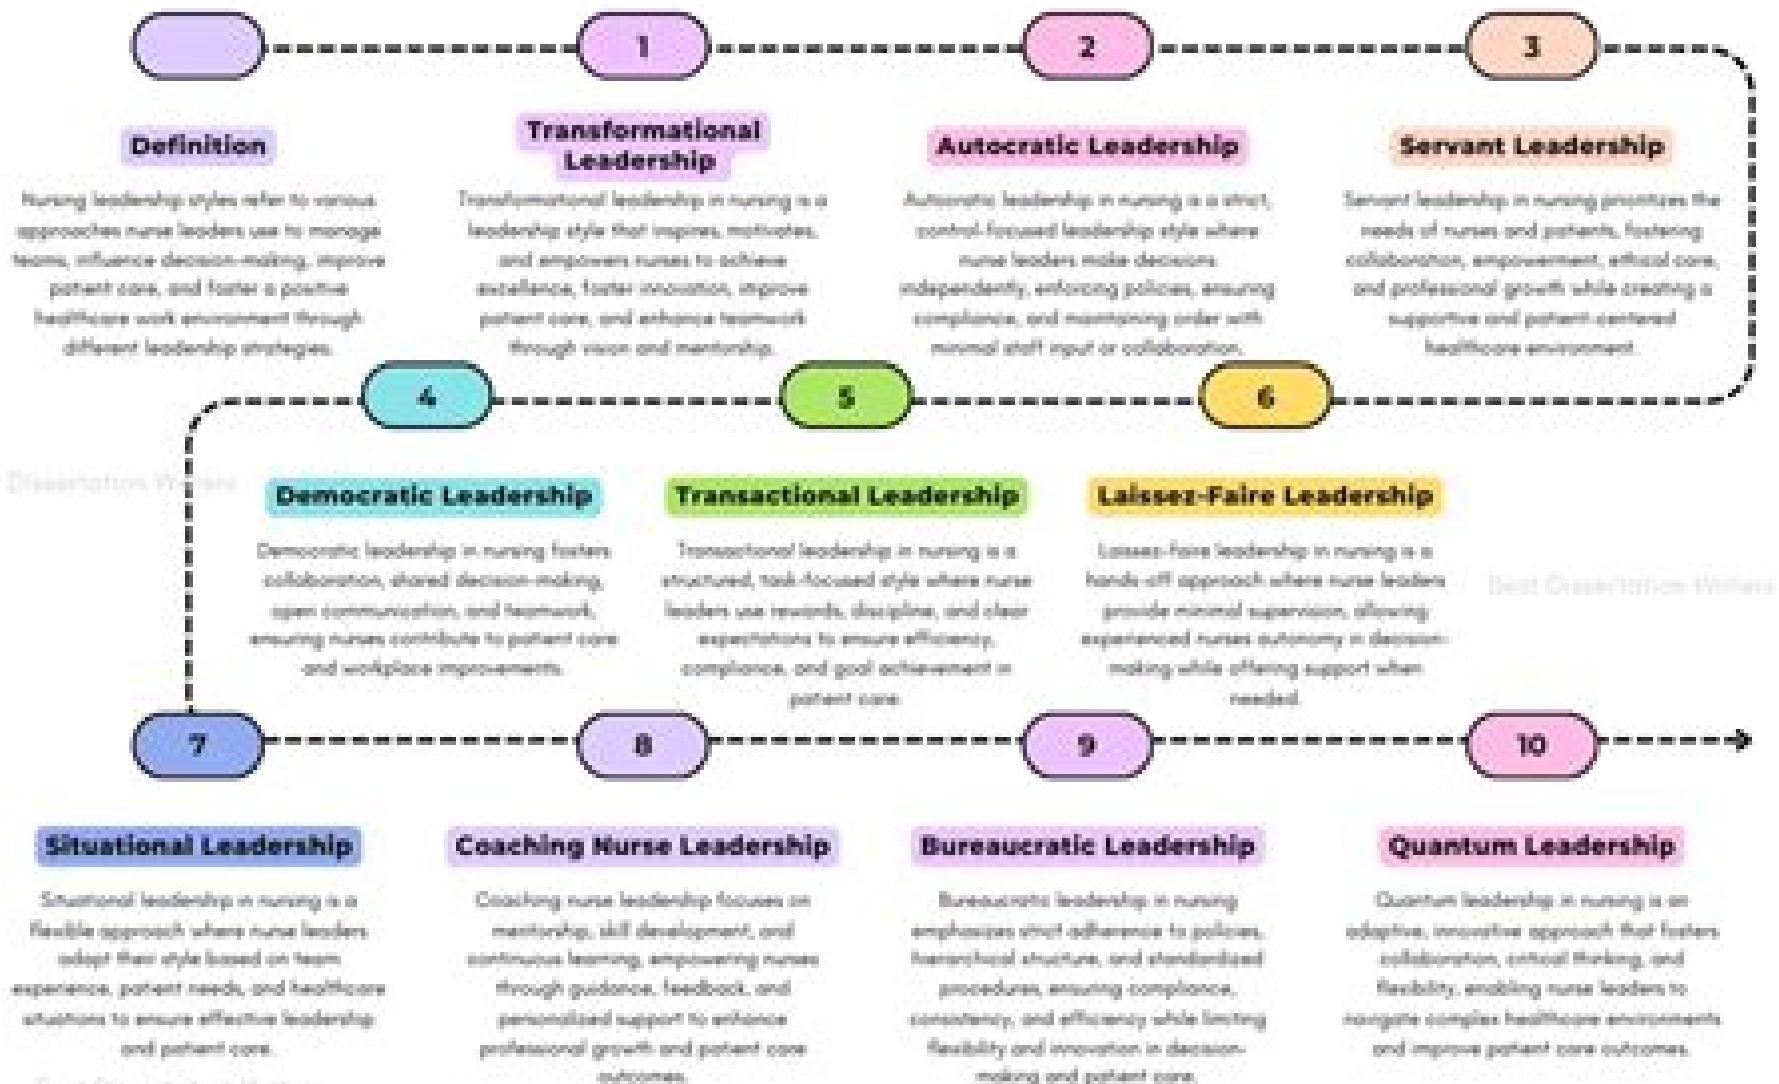 1
2
3
Definition
Nursing leadership styles refer to various
approaches nurse leaders use to manage
teams, influence decision-making, improve
patient care, and foster a positive
healthcare work environment through
different leadership strategies.
Transformational
Leadership
Transformational leadership in nursing is a
leadership style that inspires, motivates,
and empowers nurses to achieve
excellence, foster innovation, improve
patient care, and enhance teamwork
through vision and mentorship.
Autocratic Leadership
Autocratic leadership in nursing is a strict,
control-focused leadership style where
nurse leaders make decisions
independently, enforcing policies, ensuring
compliance, and maintaining order with
minimal staff input or collaboration.
Servant Leadership
Servant leadership in nursing prioritizes the
needs of nurses and patients, fostering
collaboration, empowerment, ethical care,
and professional growth while creating a
supportive and patient-centered
healthcare environment.
4
5
6
Dissertation Writers
Democratic Leadership
Democratic leadership in nursing fosters
collaboration, shared decision-making,
open communication, and teamwork,
ensuring nurses contribute to patient care
and workplace improvements.
Transactional Leadership
Transactional leadership in nursing is a
structured, task-focused style where nurse
leaders use rewards, discipline, and clear
expectations to ensure efficiency,
compliance, and goal achievement in
patient care.
Laissez-Faire Leadership
Laissez-faire leadership in nursing is a
hands-off approach where nurse leaders
provide minimal supervision, allowing
experienced nurses autonomy in decision-
making while offering support when
needed.
Best Dissertation Writers
7
8
9
10
Situational Leadership
Situational leadership in nursing is a
flexible approach where nurse leaders
adapt their style based on team
experience, patient needs, and healthcare
situations to ensure effective leadership
and patient care.
Coaching Nurse Leadership
Coaching nurse leadership focuses on
mentorship, skill development, and
continuous learning, empowering nurses
through guidance, feedback, and
personalized support to enhance
professional growth and patient care
outcomes.
Bureaucratic Leadership
Bureaucratic leadership in nursing
emphasizes strict adherence to policies,
hierarchical structure, and standardized
procedures, ensuring compliance,
consistency, and efficiency while limiting
flexibility and innovation in decision-
making and patient care.
Quantum Leadership
Quantum leadership in nursing is an
adaptive, innovative approach that fosters
collaboration, critical thinking, and
flexibility, enabling nurse leaders to
navigate complex healthcare environments
and improve patient care outcomes.